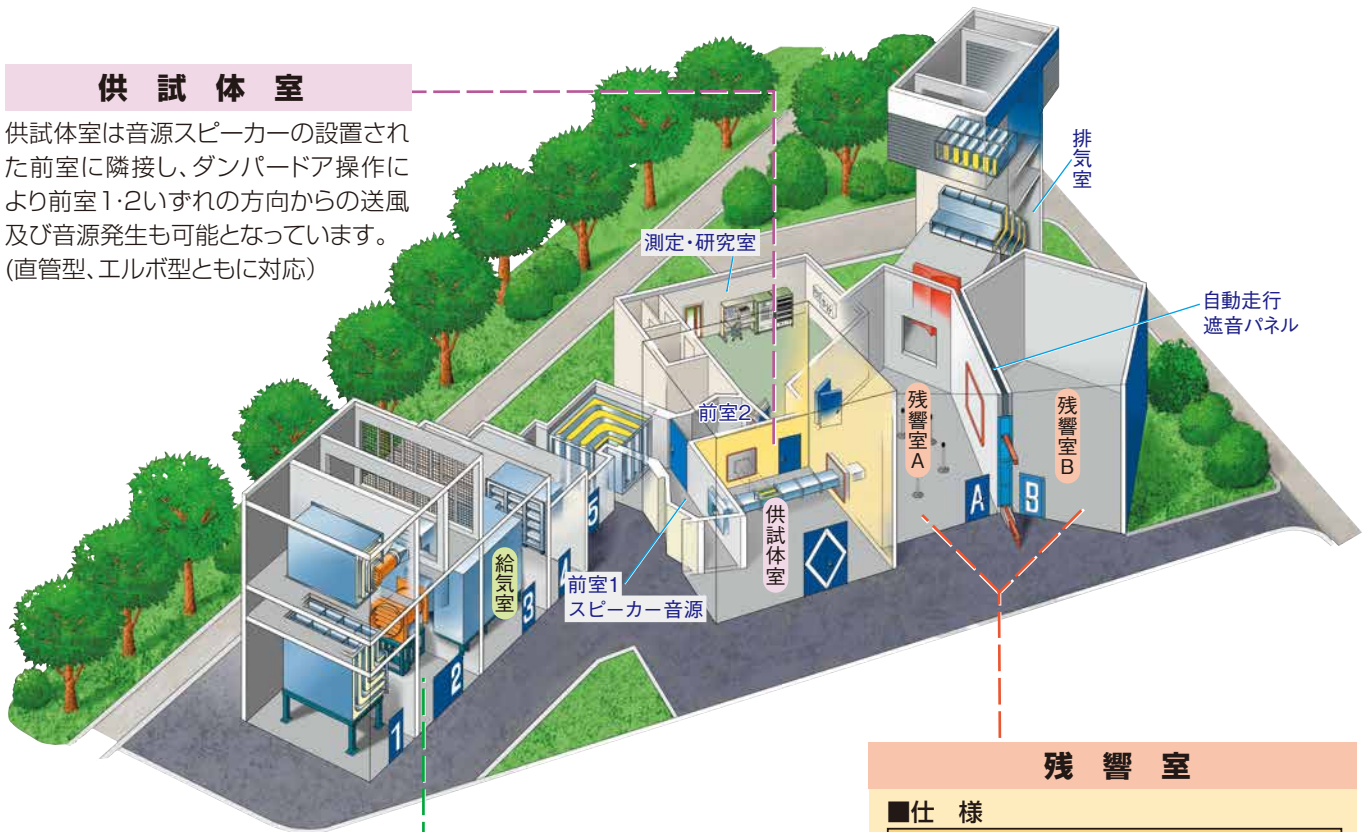 供試体室
供試体室は音源スピーカーの設置され
た前室に隣接し、ダンパードア操作に
より前室1・2いずれの方向からの送風
及び音源発生も可能となっています。
(直管型、エルボ型ともに対応)
排気室
測定・研究室
自動走行
遮音パネル
前室2
残響室A
残響室B
A
B
供試体室
給気室
前室1
スピーカー音源
5
4
3
2
1
残響室
■仕様